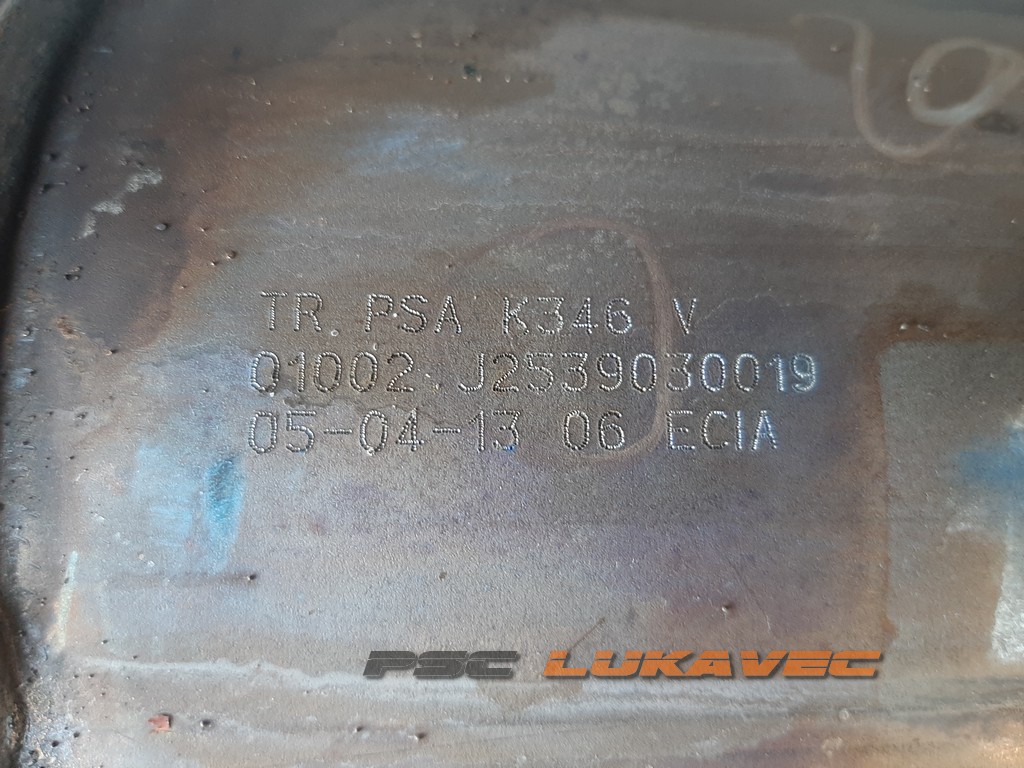 TR. PSA K346 V
01002 J2539030019
05-04-13 06 ECIA
PSC LUKAVEC